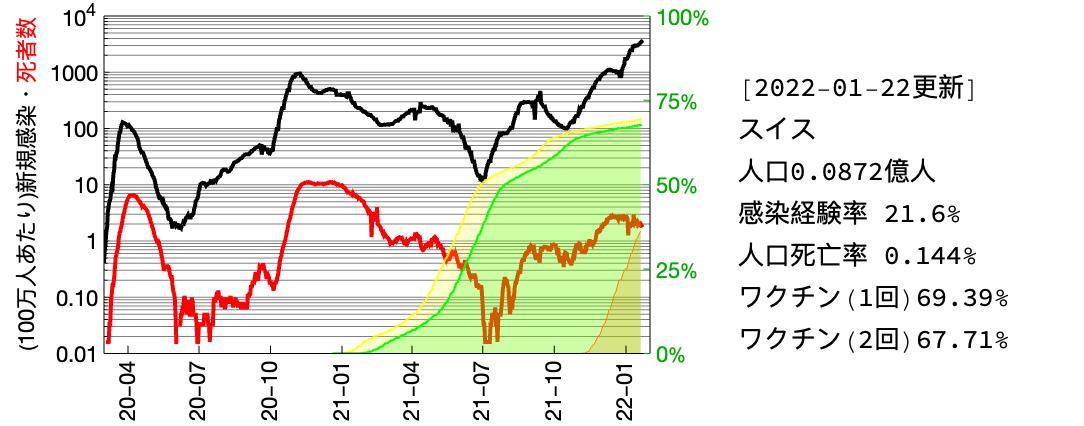 (100万人あたり)新規感染・死者数
10⁴
1000
100
10
1
0.10
0.01
100%
75%
50%
25%
0%
20-04
20-07
20-10
21-01
21-04
21-07
21-10
22-01
[2022-01-22更新]
スイス
人口0.0872億人
感染経験率 21.6%
人口死亡率 0.144%
ワクチン(1回)69.39%
ワクチン(2回)67.71%